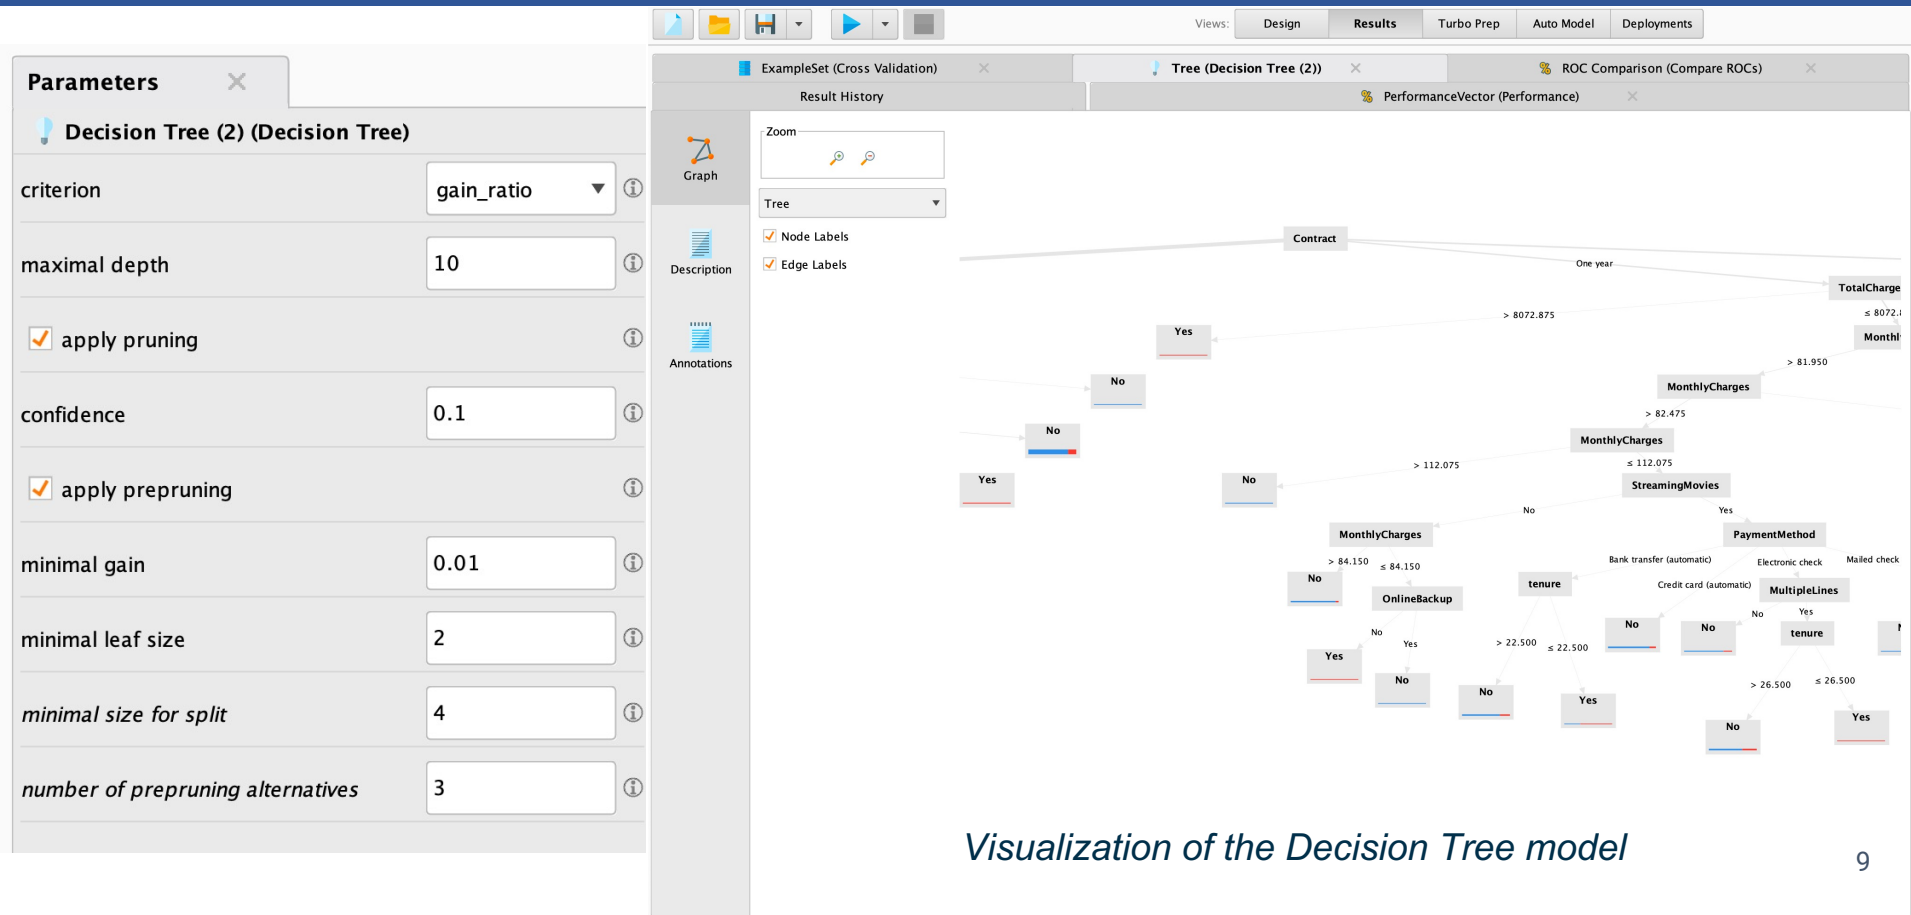 Parameters
Decision Tree (2) (Decision Tree)
criterion
gain_ratio
maximal depth
10
apply pruning
confidence
0.1
apply prepruning
minimal gain
0.01
minimal leaf size
2
minimal size for split
4
number of prepruning alternatives
3
Views:
Design
Results
Turbo Prep
Auto Model
Deployments
ExampleSet (Cross Validation)
Tree (Decision Tree (2))
ROC Comparison (Compare ROCs)
Result History
PerformanceVector (Performance)
Graph
Description
Annotations
Zoom
Tree
Node Labels
Edge Labels
Contract
One year
TotalCharge
> 8072.875
≤ 8072.8
Yes
Monthl
> 81.950
No
MonthlyCharges
> 82.475
No
MonthlyCharges
> 112.075
≤ 112.075
Yes
No
StreamingMovies
No
Yes
MonthlyCharges
PaymentMethod
> 84.150
≤ 84.150
Bank transfer (automatic)
Electronic check
Mailed check
No
OnlineBackup
tenure
Credit card (automatic)
MultipleLines
No
Yes
No
Yes
> 22.500
≤ 22.500
No
No
tenure
Yes
No
No
Yes
> 26.500
≤ 26.500
No
Yes
Visualization of the Decision Tree model
9